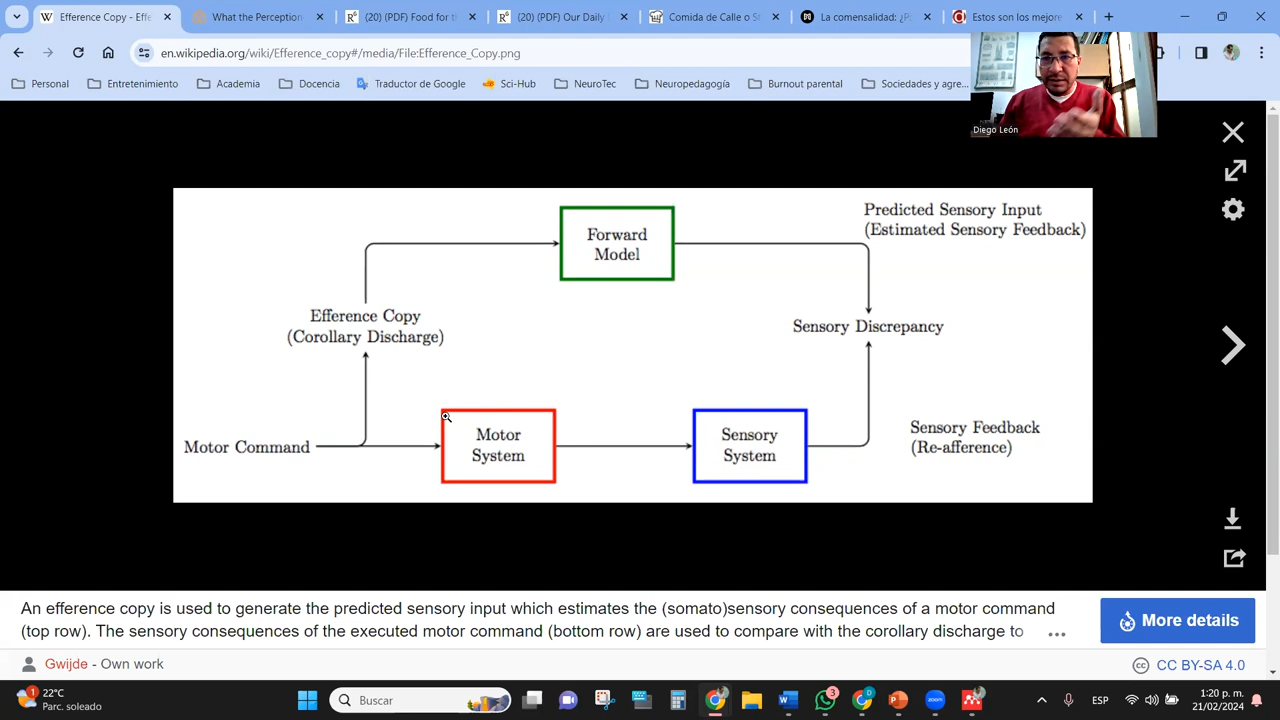 Efference Copy - Effe
What the Perception
(20) (PDF) Food for th
(20) (PDF) Our Daily
Comida de Calle o St
La comensalidad: ¿P
Estos son los mejore
en.wikipedia.org/wiki/Efference_copy#/media/File:Efference_Copy.png
Personal
Entretenimiento
Academia
Traductor de Google
Sci-Hub
NeuroTec
Neuropedagogía
Burnout parental
Sociedades y agre...
Diego León
Predicted Sensory Input
(Estimated Sensory Feedback)
Forward
Model
Efference Copy
(Corollary Discharge)
Sensory Discrepancy
Motor Command
Motor
System
Sensory
System
Sensory Feedback
(Re-afference)
An efference copy is used to generate the predicted sensory input which estimates the (somato)sensory consequences of a motor command
(top row). The sensory consequences of the executed motor command (bottom row) are used to compare with the corollary discharge to ...
More details
Gwijde - Own work
CC BY-SA 4.0
1
22°C
Parc. soleado
Buscar
3
ESP
1:20 p. m.
21/02/2024